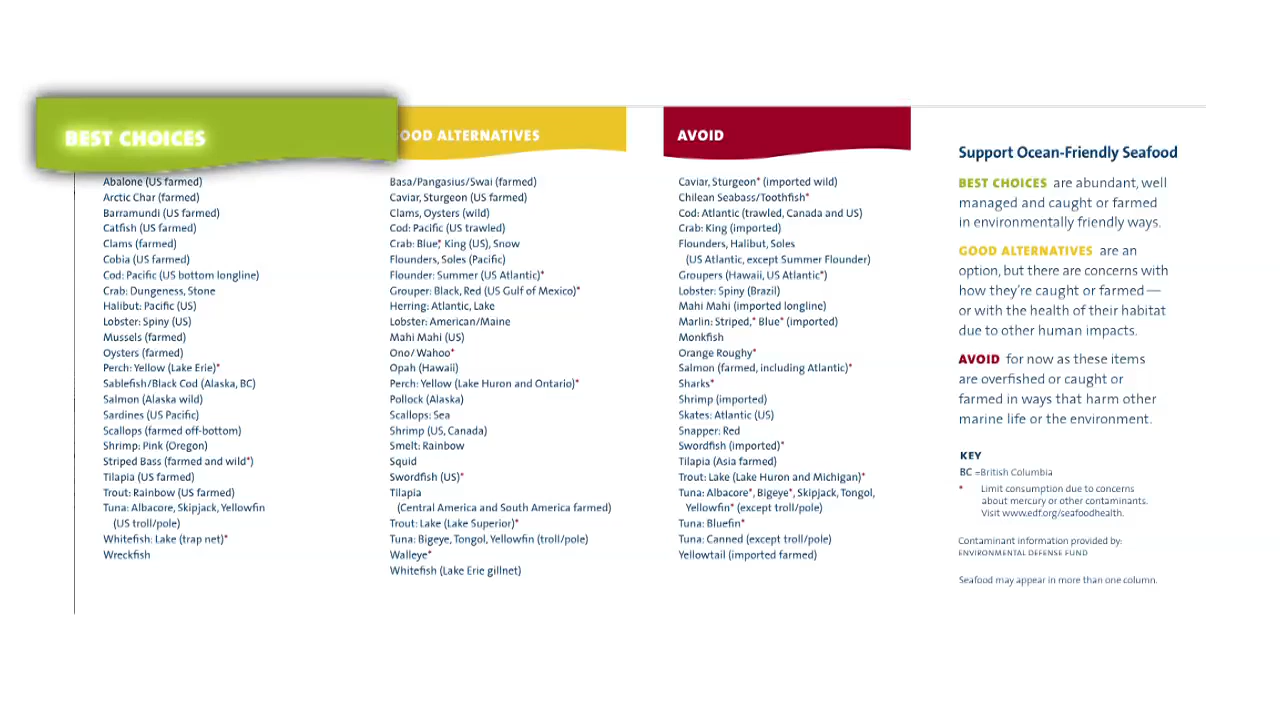 BEST CHOICES
Abalone (US farmed)
Arctic Char (farmed)
Barramundi (US farmed)
Catfish (US farmed)
Clams (farmed)
Cobia (US farmed)
Cod: Pacific (US bottom longline)
Crab: Dungeness, Stone
Halibut: Pacific (US)
Lobster: Spiny (US)
Mussels (farmed)
Oysters (farmed)
Perch: Yellow (Lake Erie)*
Sablefish/Black Cod (Alaska, BC)
Salmon (Alaska wild)
Sardines (US Pacific)
Scallops (farmed off-bottom)
Shrimp: Pink (Oregon)
Striped Bass (farmed and wild*)
Tilapia (US farmed)
Trout: Rainbow (US farmed)
Tuna: Albacore, Skipjack, Yellowfin
(US troll/pole)
Whitefish: Lake (trap net)*
Wreckfish
OOD ALTERNATIVES
Basa/Pangasius/Swai (farmed)
Caviar, Sturgeon (US farmed)
Clams, Oysters (wild)
Cod: Pacific (US trawled)
Crab: Blue*, King (US), Snow
Flounders, Soles (Pacific)
Flounder: Summer (US Atlantic)*
Grouper: Black, Red (US Gulf of Mexico)*
Herring: Atlantic, Lake
Lobster: American/Maine
Mahi Mahi (US)
Ono/ Wahoo*
Opah (Hawaii)
Perch: Yellow (Lake Huron and Ontario)*
Pollock (Alaska)
Scallops: Sea
Shrimp (US, Canada)
Smelt: Rainbow
Squid
Swordfish (US)*
Tilapia
(Central America and South America farmed)
Trout: Lake (Lake Superior)*
Tuna: Bigeye, Tongol, Yellowfin (troll/pole)
Walleye*
Whitefish (Lake Erie gillnet)
AVOID
Caviar, Sturgeon* (imported wild)
Chilean Seabass/Toothfish*
Cod: Atlantic (trawled, Canada and US)
Crab: King (imported)
Flounders, Halibut, Soles
(US Atlantic, except Summer Flounder)
Groupers (Hawaii, US Atlantic*)
Lobster: Spiny (Brazil)
Mahi Mahi (imported longline)
Marlin: Striped,* Blue* (imported)
Monkfish
Orange Roughy*
Salmon (farmed, including Atlantic)*
Sharks*
Shrimp (imported)
Skates: Atlantic (US)
Snapper: Red
Swordfish (imported)*
Tilapia (Asia farmed)
Trout: Lake (Lake Huron and Michigan)*
Tuna: Albacore*, Bigeye*, Skipjack, Tongol,
Yellowfin* (except troll/pole)
Tuna: Bluefin*
Tuna: Canned (except troll/pole)
Yellowtail (imported farmed)
Support Ocean-Friendly Seafood
BEST CHOICES are abundant, well
managed and caught or farmed
in environmentally friendly ways.
GOOD ALTERNATIVES are an
option, but there are concerns with
how they're caught or farmed—
or with the health of their habitat
due to other human impacts.
AVOID for now as these items
are overfished or caught or
farmed in ways that harm other
marine life or the environment.
KEY
BC =British Columbia
* Limit consumption due to concerns
about mercury or other contaminants.
Visit www.edf.org/seafoodhealth.
Contaminant information provided by:
ENVIRONMENTAL DEFENSE FUND
Seafood may appear in more than one column.